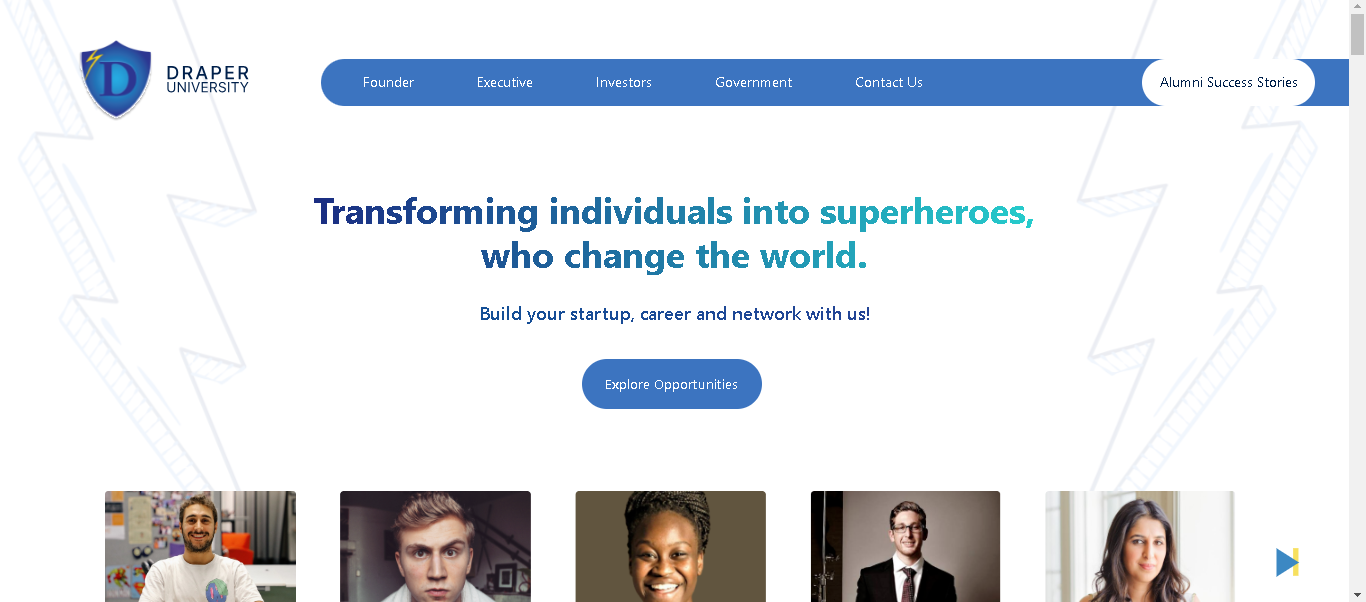 D
DRAPER
UNIVERSITY
Founder
Executive
Investors
Government
Contact Us
Alumni Success Stories
Transforming individuals into superheroes,
who change the world.
Build your startup, career and network with us!
Explore Opportunities